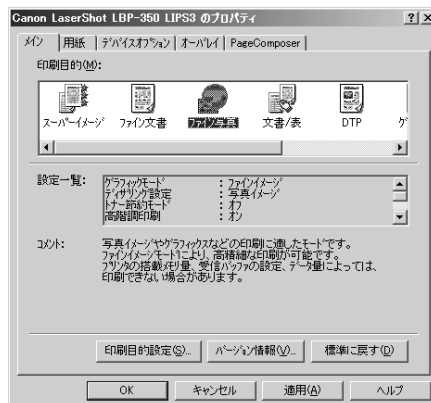 Canon LaserShot LBP-350 LIPS3 のプロパティ
メイン 用紙 デバイスオプション オーバレイ PageComposer
印刷目的(M):
スーパーイメージ ファイン文書 ファイン写真 文書/表 DTP ゲ
設定一覧:
グラフィックモード : ファインイメージ
ディザリング設定 : 写真イメージ
トナー節約モード : オフ
高階調印刷 : オン
コメント:
写真イメージやグラフィックスなどの印刷に適したモードです。
ファインイメージモードにより、高精細な印刷が可能です。
プリンタの搭載メモリ量、受信バッファの設定、データ量によっては、
印刷できない場合があります。
印刷目的設定(S)... バージョン情報(V)... 標準に戻す(D)
OK キャンセル 適用(A) ヘルプ